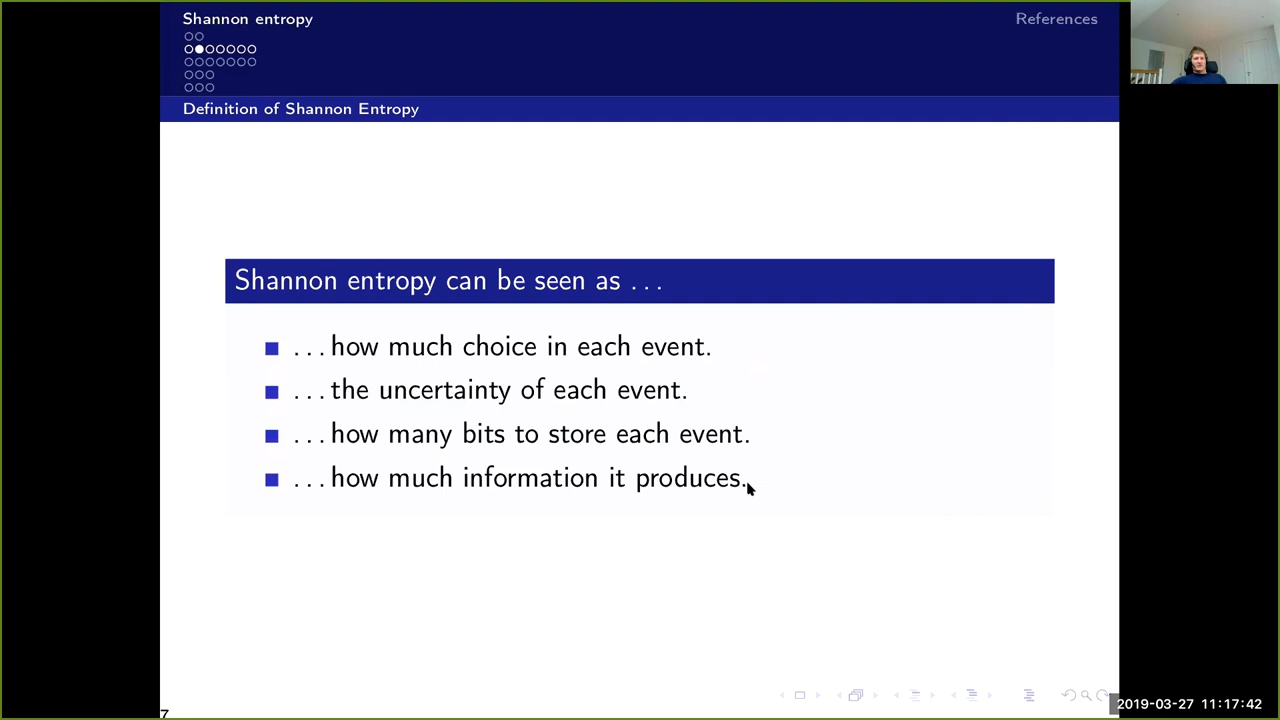 Shannon entropy
References
Definition of Shannon Entropy
Shannon entropy can be seen as . . .
. . . how much choice in each event.
. . . the uncertainty of each event.
. . . how many bits to store each event.
. . . how much information it produces.
7
2019-03-27 11:17:42